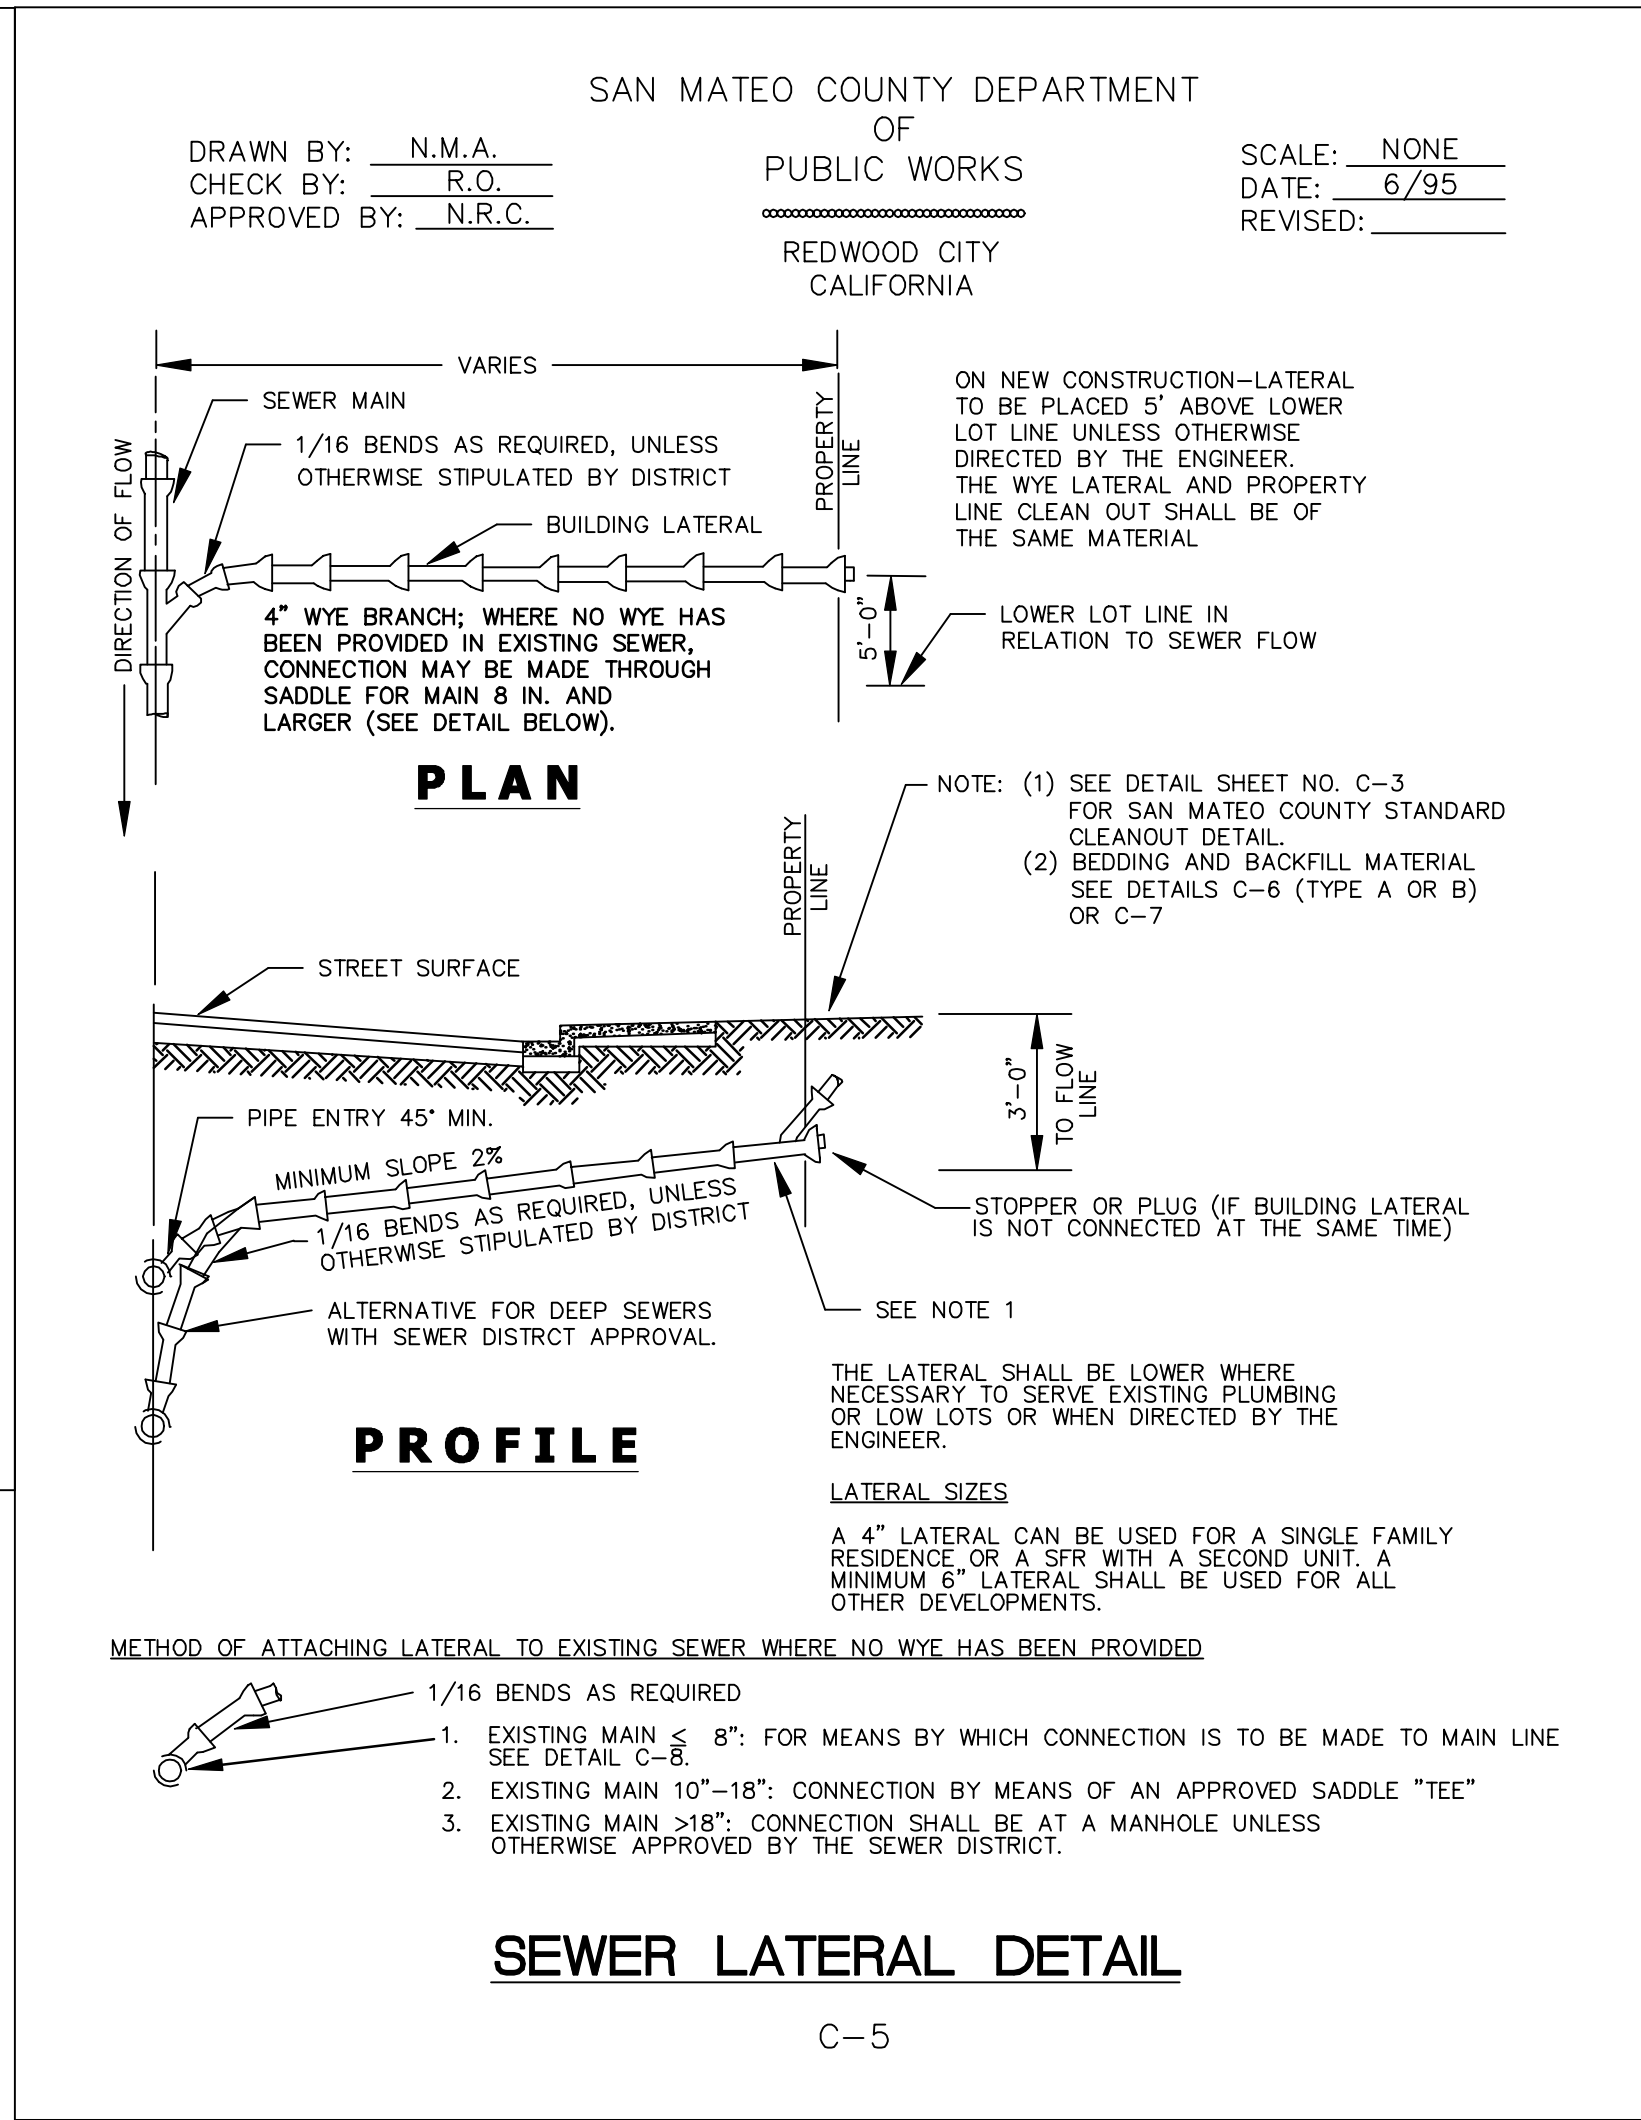 SAN MATEO COUNTY DEPARTMENT
OF
PUBLIC WORKS
REDWOOD CITY
CALIFORNIA
DRAWN BY: N.M.A.
CHECK BY: R.O.
APPROVED BY: N.R.C.
SCALE: NONE
DATE: 6/95
REVISED:
VARIES
SEWER MAIN
1/16 BENDS AS REQUIRED, UNLESS
OTHERWISE STIPULATED BY DISTRICT
BUILDING LATERAL
DIRECTION OF FLOW
PROPERTY
LINE
4" WYE BRANCH; WHERE NO WYE HAS
BEEN PROVIDED IN EXISTING SEWER,
CONNECTION MAY BE MADE THROUGH
SADDLE FOR MAIN 8 IN. AND
LARGER (SEE DETAIL BELOW).
ON NEW CONSTRUCTION-LATERAL
TO BE PLACED 5' ABOVE LOWER
LOT LINE UNLESS OTHERWISE
DIRECTED BY THE ENGINEER.
THE WYE LATERAL AND PROPERTY
LINE CLEAN OUT SHALL BE OF
THE SAME MATERIAL
5'-0"
LOWER LOT LINE IN
RELATION TO SEWER FLOW
PLAN
NOTE: (1) SEE DETAIL SHEET NO. C-3
FOR SAN MATEO COUNTY STANDARD
CLEANOUT DETAIL.
(2) BEDDING AND BACKFILL MATERIAL
SEE DETAILS C-6 (TYPE A OR B)
OR C-7
PROPERTY
LINE
STREET SURFACE
3'-0"
TO FLOW
LINE
PIPE ENTRY 45° MIN.
MINIMUM SLOPE 2%
1/16 BENDS AS REQUIRED, UNLESS
OTHERWISE STIPULATED BY DISTRICT
STOPPER OR PLUG (IF BUILDING LATERAL
IS NOT CONNECTED AT THE SAME TIME)
SEE NOTE 1
ALTERNATIVE FOR DEEP SEWERS
WITH SEWER DISTRCT APPROVAL.
PROFILE
THE LATERAL SHALL BE LOWER WHERE
NECESSARY TO SERVE EXISTING PLUMBING
OR LOW LOTS OR WHEN DIRECTED BY THE
ENGINEER.
LATERAL SIZES
A 4" LATERAL CAN BE USED FOR A SINGLE FAMILY
RESIDENCE OR A SFR WITH A SECOND UNIT. A
MINIMUM 6" LATERAL SHALL BE USED FOR ALL
OTHER DEVELOPMENTS.
METHOD OF ATTACHING LATERAL TO EXISTING SEWER WHERE NO WYE HAS BEEN PROVIDED
1/16 BENDS AS REQUIRED
1. EXISTING MAIN ≤ 8": FOR MEANS BY WHICH CONNECTION IS TO BE MADE TO MAIN LINE
SEE DETAIL C-8.
2. EXISTING MAIN 10"-18": CONNECTION BY MEANS OF AN APPROVED SADDLE "TEE"
3. EXISTING MAIN >18": CONNECTION SHALL BE AT A MANHOLE UNLESS
OTHERWISE APPROVED BY THE SEWER DISTRICT.
SEWER LATERAL DETAIL
C-5